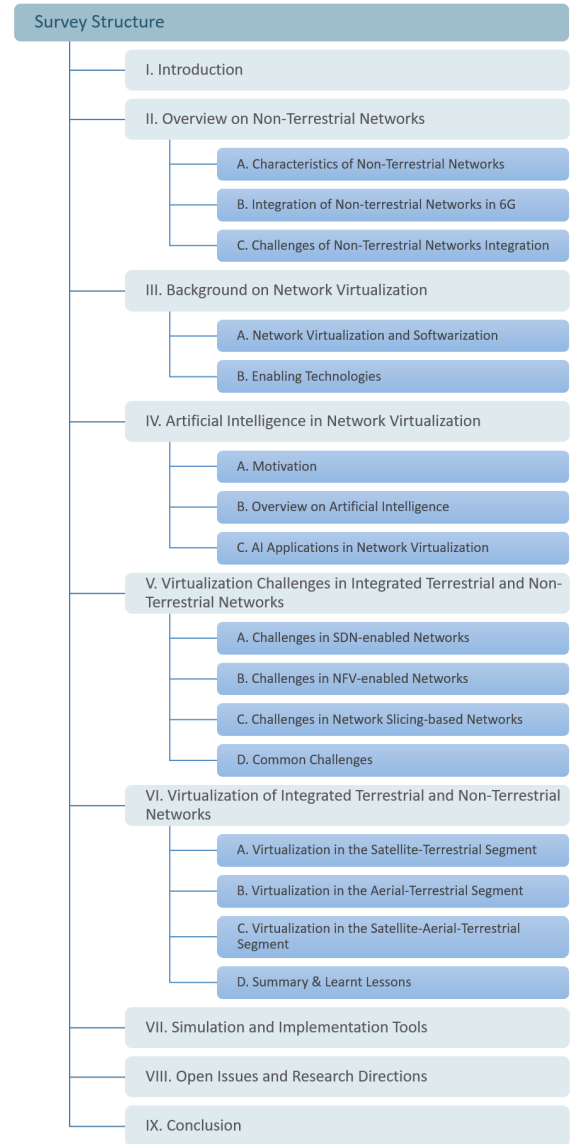 Survey Structure
I. Introduction
II. Overview on Non-Terrestrial Networks
A. Characteristics of Non-Terrestrial Networks
B. Integration of Non-terrestrial Networks in 6G
C. Challenges of Non-Terrestrial Networks Integration
III. Background on Network Virtualization
A. Network Virtualization and Softwarization
B. Enabling Technologies
IV. Artificial Intelligence in Network Virtualization
A. Motivation
B. Overview on Artificial Intelligence
C. AI Applications in Network Virtualization
V. Virtualization Challenges in Integrated Terrestrial and Non-
Terrestrial Networks
A. Challenges in SDN-enabled Networks
B. Challenges in NFV-enabled Networks
C. Challenges in Network Slicing-based Networks
D. Common Challenges
VI. Virtualization of Integrated Terrestrial and Non-Terrestrial
Networks
A. Virtualization in the Satellite-Terrestrial Segment
B. Virtualization in the Aerial-Terrestrial Segment
C. Virtualization in the Satellite-Aerial-Terrestrial
Segment
D. Summary & Learnt Lessons
VII. Simulation and Implementation Tools
VIII. Open Issues and Research Directions
IX. Conclusion